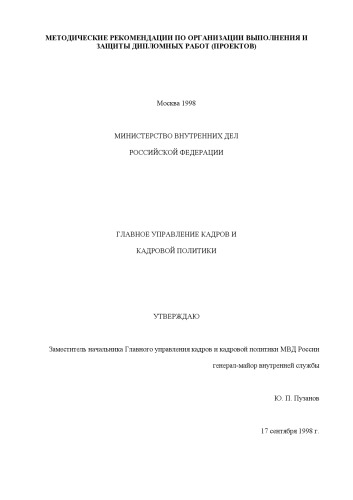 МЕТОДИЧЕСКИЕ РЕКОМЕНДАЦИИ ПО ОРГАНИЗАЦИИ ВЫПОЛНЕНИЯ И
ЗАЩИТЫ ДИПЛОМНЫХ РАБОТ (ПРОЕКТОВ)
Москва 1998
МИНИСТЕРСТВО ВНУТРЕННИХ ДЕЛ
РОССИЙСКОЙ ФЕДЕРАЦИИ
ГЛАВНОЕ УПРАВЛЕНИЕ КАДРОВ И
КАДРОВОЙ ПОЛИТИКИ
УТВЕРЖДАЮ
Заместитель начальника Главного управления кадров и кадровой политики МВД России
генерал-майор внутренней службы
Ю. П. Пузанов
17 сентября 1998 г.